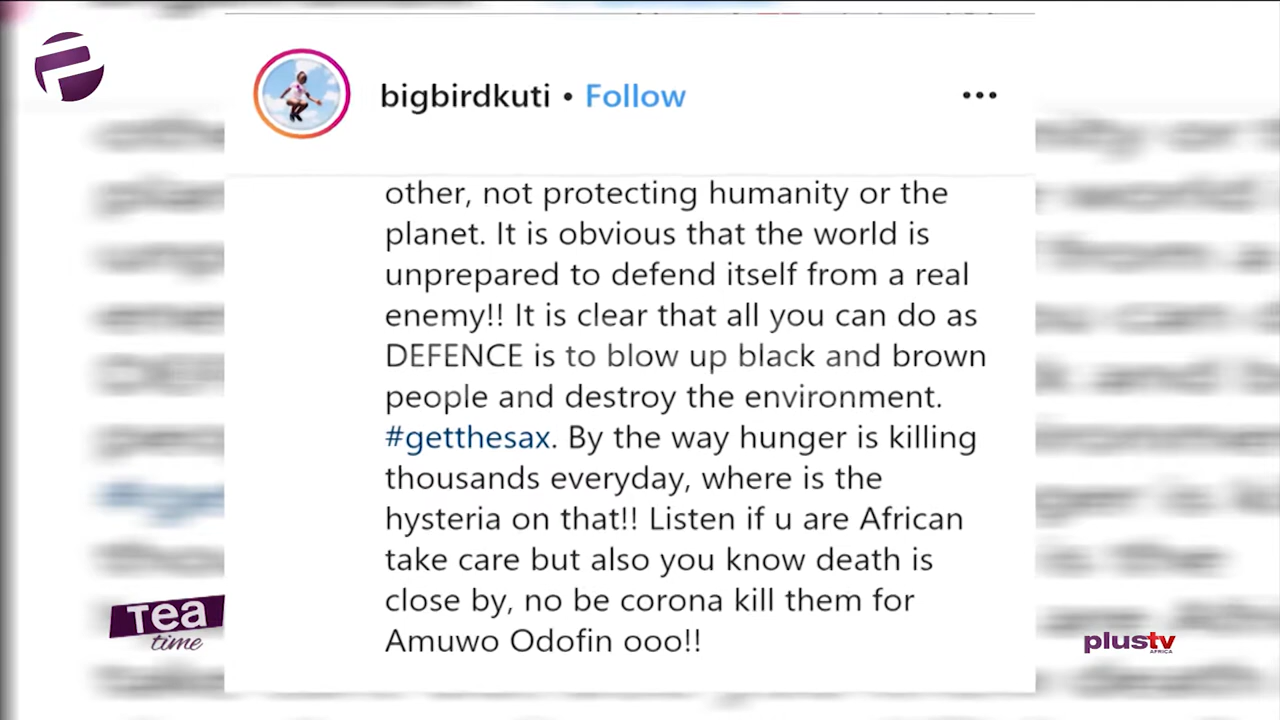 bigbirdkuti • Follow
•••
other, not protecting humanity or the
planet. It is obvious that the world is
unprepared to defend itself from a real
enemy!! It is clear that all you can do as
DEFENCE is to blow up black and brown
people and destroy the environment.
#getthesax. By the way hunger is killing
thousands everyday, where is the
hysteria on that!! Listen if u are African
take care but also you know death is
close by, no be corona kill them for
Amuwo Odofin ooo!!
Tea
time
plustv
AFRICA